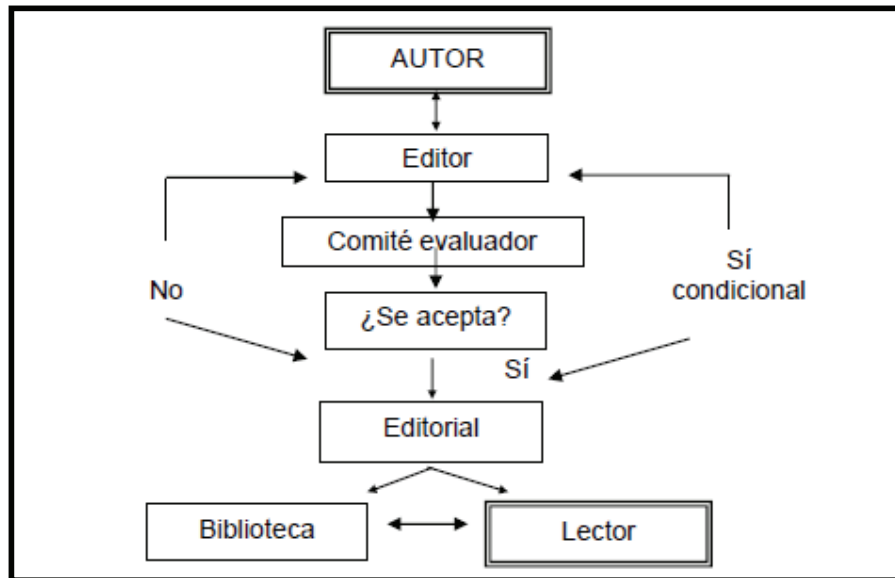 AUTOR
Editor
Comité evaluador
No
Sí
condicional
¿Se acepta?
Sí
Editorial
Biblioteca
Lector